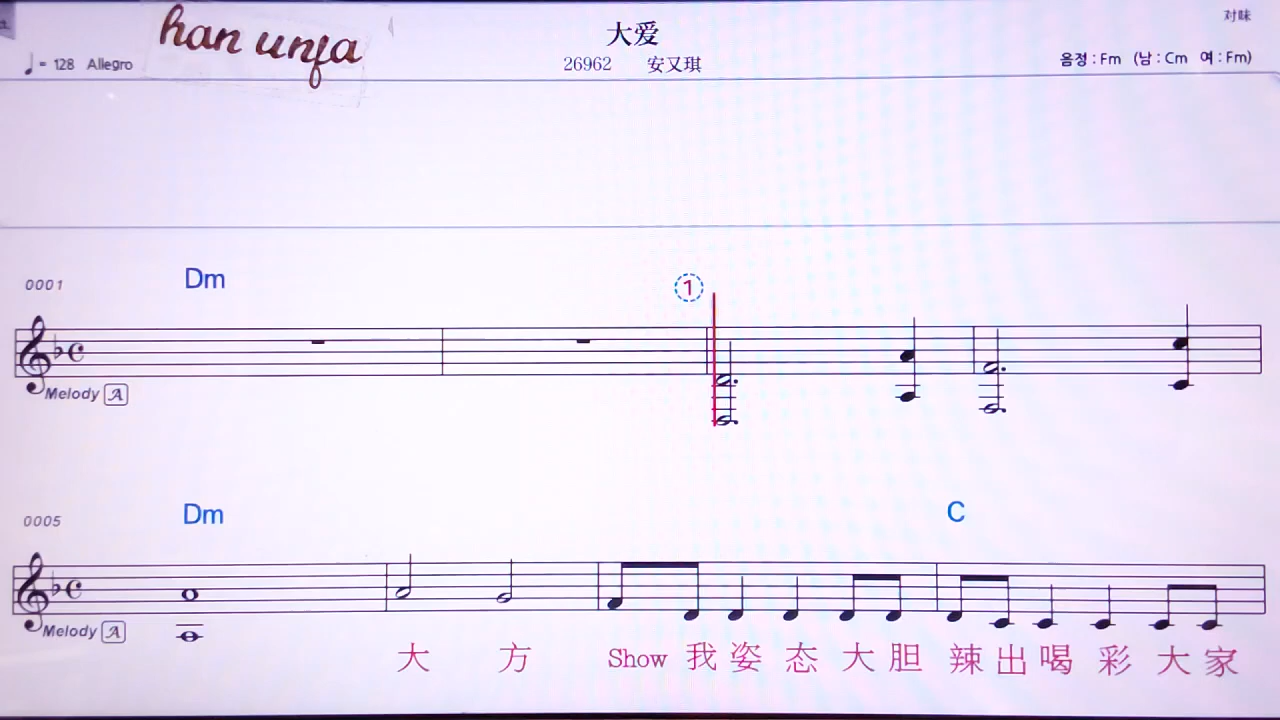 han unfa
大爱
对味
♩= 128 Allegro
26962 安又琪
음정 : Fm (남 : Cm 여 : Fm)
0001
Dm
1
Melody A
0005
Dm
C
Melody A
大 方 Show 我 姿 态 大 胆 辣 出 喝 彩 大 家